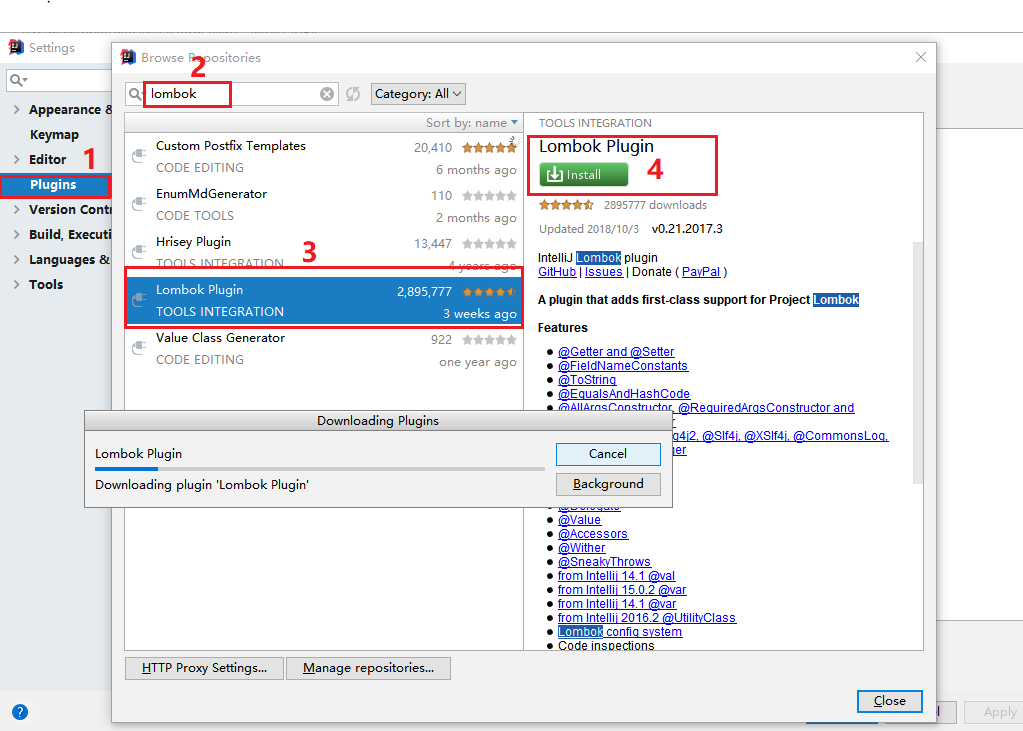 Settings
Browse Repositories
2
lombok
Category: All
Appearance &
Keymap
Editor
1
Plugins
Version Contr
Build, Executi
Languages &
Tools
Sort by: name
Custom Postfix Templates 20,410
CODE EDITING 6 months ago
EnumMdGenerator 110
CODE TOOLS 2 months ago
Hrisey Plugin 13,447
TOOLS INTEGRATION 4 years ago
3
Lombok Plugin 2,895,777
TOOLS INTEGRATION 3 weeks ago
Value Class Generator 922
CODE EDITING one year ago
TOOLS INTEGRATION
Lombok Plugin
Install
4
2895777 downloads
Updated 2018/10/3 v0.21.2017.3
IntelliJ Lombok plugin
GitHub | Issues | Donate ( PayPal )
A plugin that adds first-class support for Project Lombok
Features
@Getter and @Setter
@FieldNameConstants
@ToString
@EqualsAndHashCode
@AllArgsConstructor, @RequiredArgsConstructor and
g4j2, @Slf4j, @XSlf4j, @CommonsLog,
ger
Downloading Plugins
Lombok Plugin
Cancel
Downloading plugin 'Lombok Plugin'
Background
@Delegate
@Value
@Accessors
@Wither
@SneakyThrows
from Intellij 14.1 @val
from Intellij 15.0.2 @var
from Intellij 14.1 @var
from Intellij 2016.2 @UtilityClass
Lombok config system
Code inspections
HTTP Proxy Settings...
Manage repositories...
Close
?
Apply